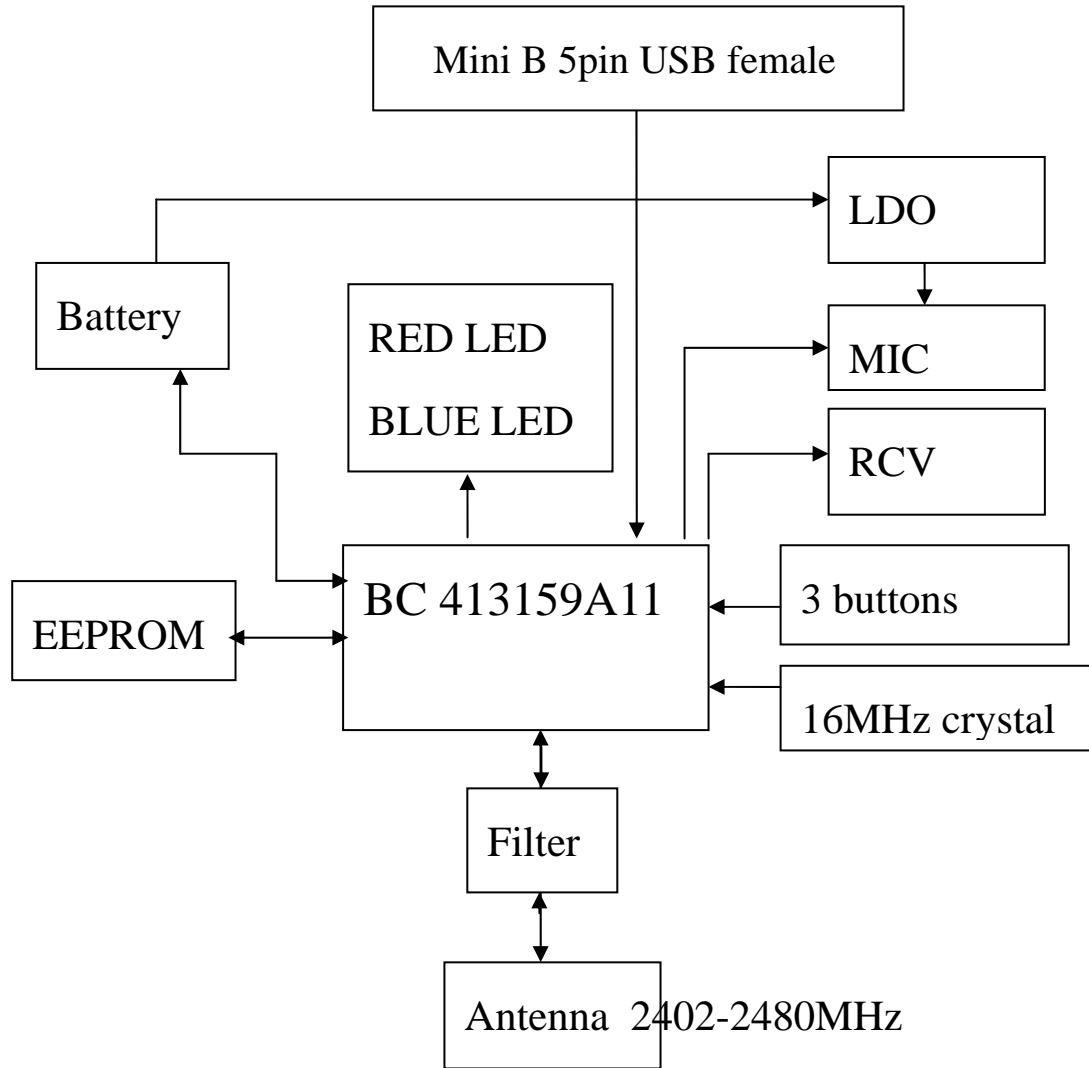 Mini B 5pin USB female
LDO
Battery
RED LED
BLUE LED
MIC
RCV
BC 413159A11
3 buttons
EEPROM
16MHz crystal
Filter
Antenna 2402-2480MHz